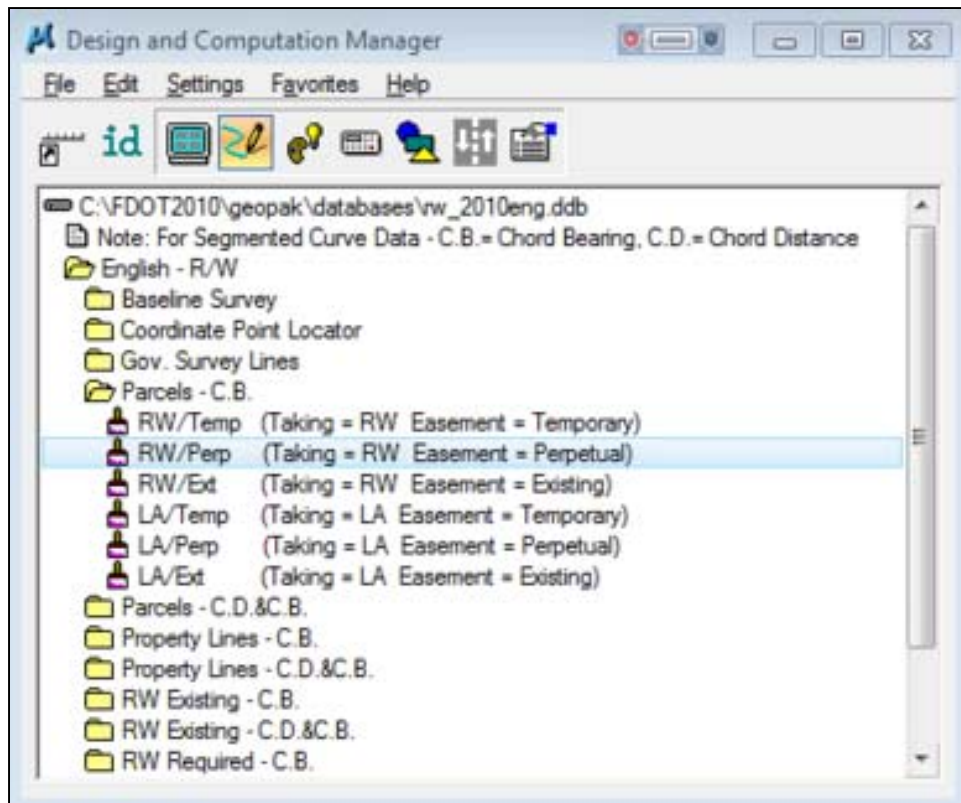 Design and Computation Manager
File Edit Settings Favorites Help
id
C:\FDOT2010\geopak\databases\rw_2010eng.ddb
Note: For Segmented Curve Data - C.B.= Chord Bearing, C.D.= Chord Distance
English - R/W
Baseline Survey
Coordinate Point Locator
Gov. Survey Lines
Parcels - C.B.
RW/Temp (Taking = RW Easement = Temporary)
RW/Perp (Taking = RW Easement = Perpetual)
RW/Ext (Taking = RW Easement = Existing)
LA/Temp (Taking = LA Easement = Temporary)
LA/Perp (Taking = LA Easement = Perpetual)
LA/Ext (Taking = LA Easement = Existing)
Parcels - C.D.&C.B.
Property Lines - C.B.
Property Lines - C.D.&C.B.
RW Existing - C.B.
RW Existing - C.D.&C.B.
RW Required - C.B.